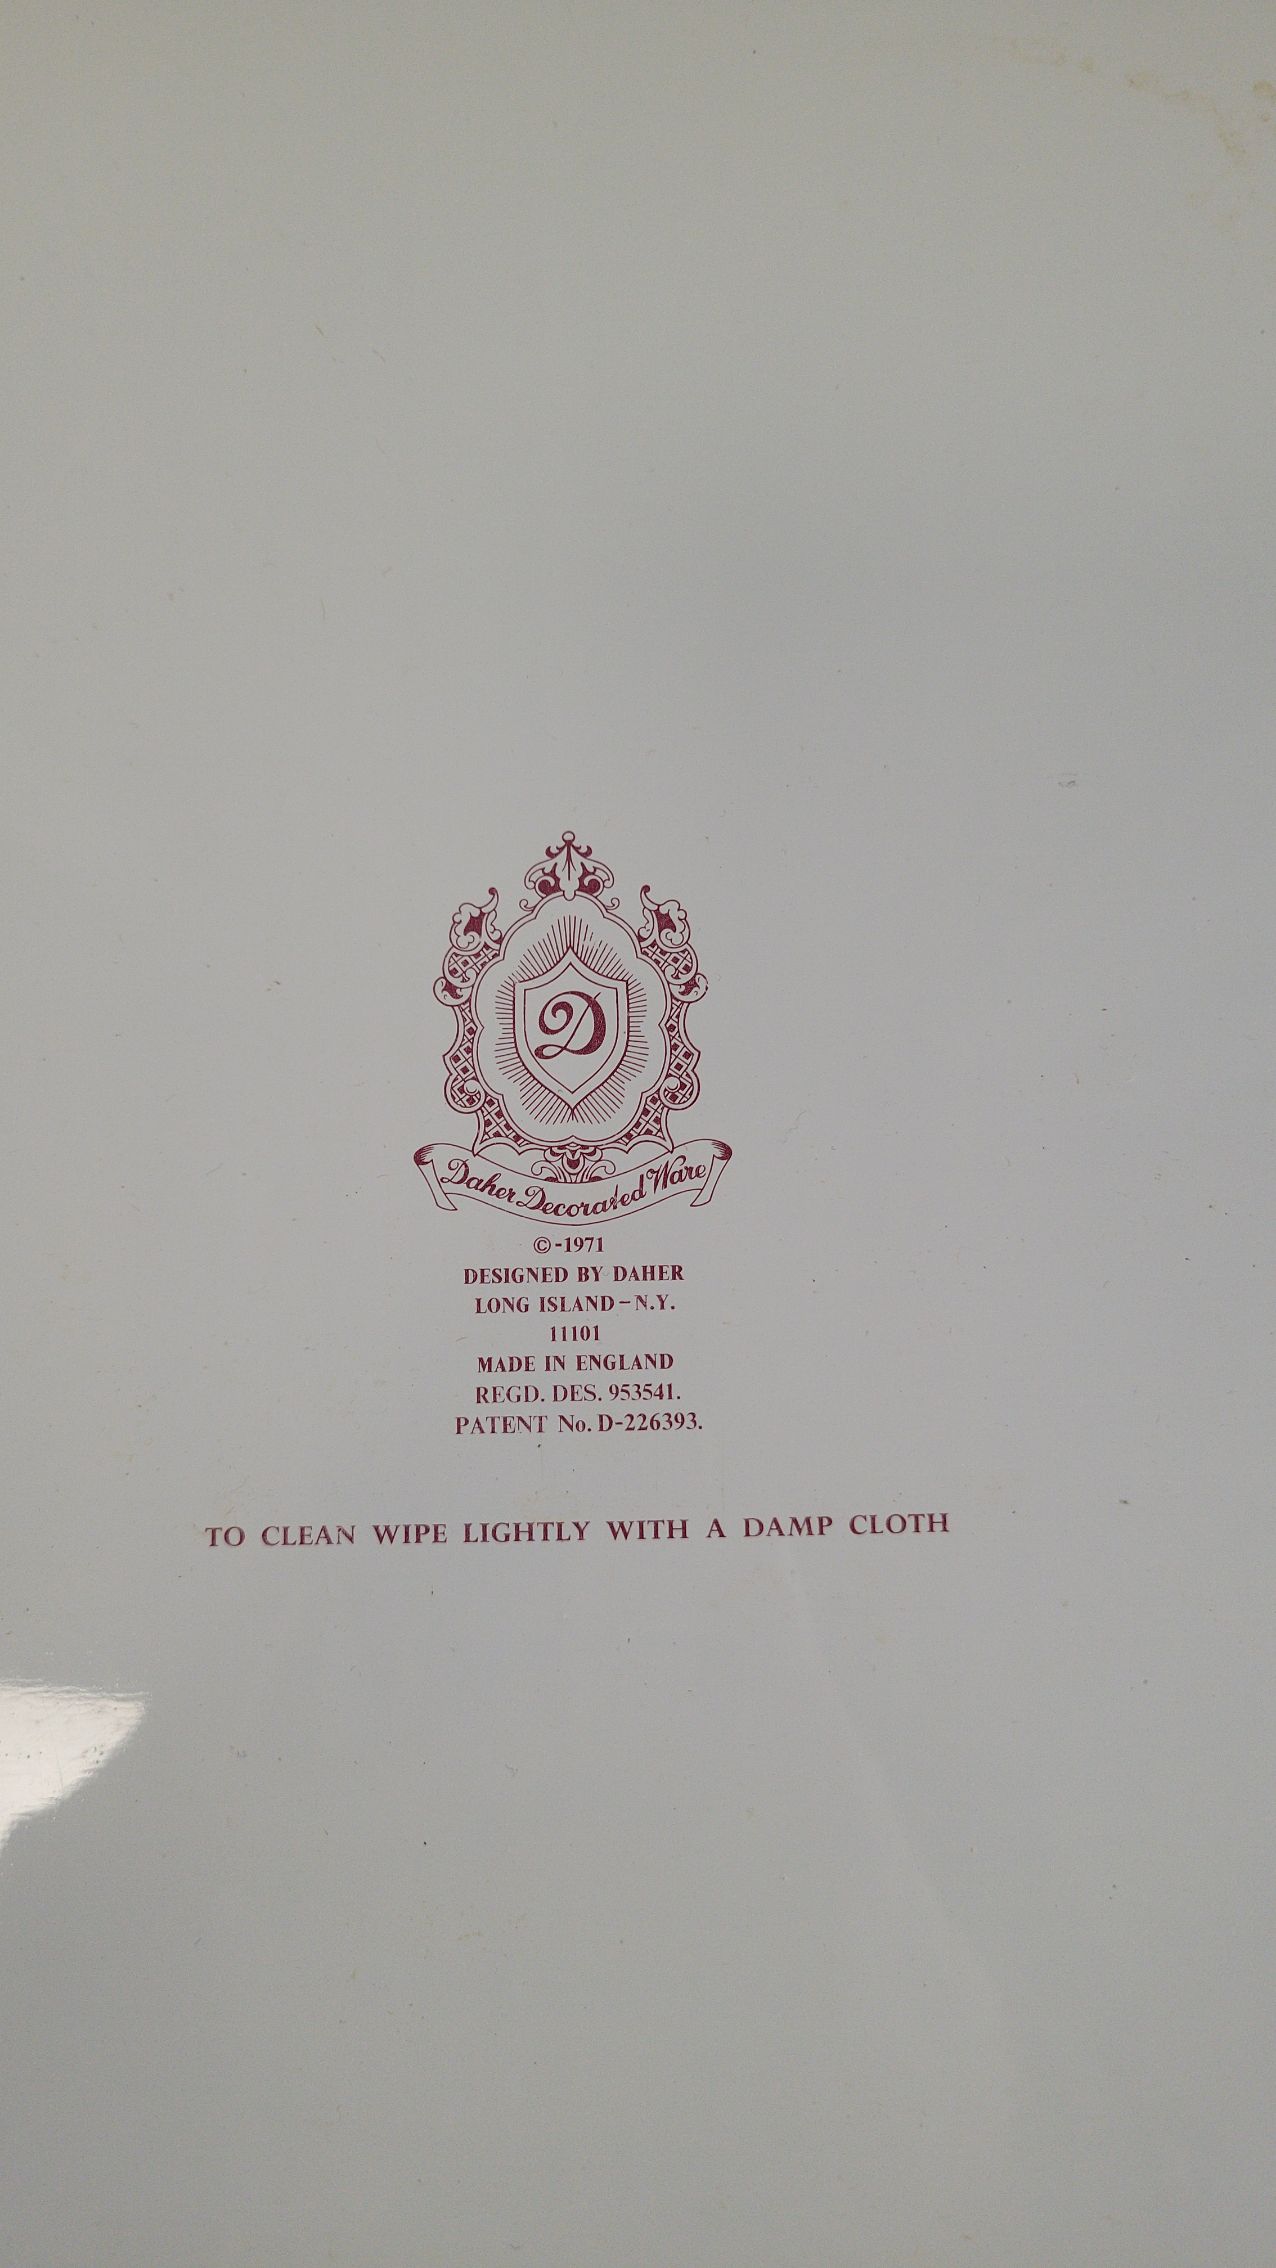 D
Daher Decorated Ware
©-1971
DESIGNED BY DAHER
LONG ISLAND–N.Y.
11101
MADE IN ENGLAND
REGD. DES. 953541.
PATENT No. D-226393.
TO CLEAN WIPE LIGHTLY WITH A DAMP CLOTH